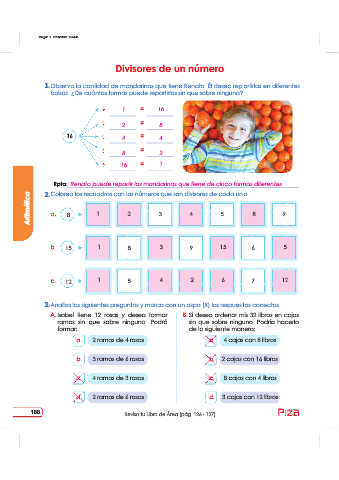 Divisores de un número
1. Observa la cantidad de mandarinas que tiene Renato. Él desea repartirlas en diferentes
bolsas. ¿De cuántas formas puede repartirlas sin que sobre ninguna?
16
÷ 1 = 16
÷ 2 = 8
÷ 4 = 4
÷ 8 = 2
÷ 16 = 1
Rpta. Renato puede repartir las mandarinas que tiene de cinco formas diferentes
2. Colorea los recuadros con los números que son divisores de cada uno.
a. 8 1 2 3 4 5 8 9
b. 15 1 8 3 9 15 6 5
c. 12 1 5 4 2 6 7 12
Aritmética
3. Analiza las siguientes preguntas y marca con un aspa (X) las respuestas correctas.
A. Isabel tiene 12 rosas y desea formar
ramos sin que sobre ninguna. Podrá
formar:
a 2 ramos de 4 rosas
b 3 ramos de 6 rosas
c 4 ramos de 3 rosas
d 2 ramos de 6 rosas
B. Si deseo ordenar mis 32 libros en cajas
sin que sobre ninguno. Podría hacerlo
de la siguiente manera:
a 4 cajas con 8 libros
b 2 cajas con 16 libros
c 8 cajas con 4 libros
d 3 cajas con 12 libros
188
Revisa tu Libro de Área (pág. 126 - 127)